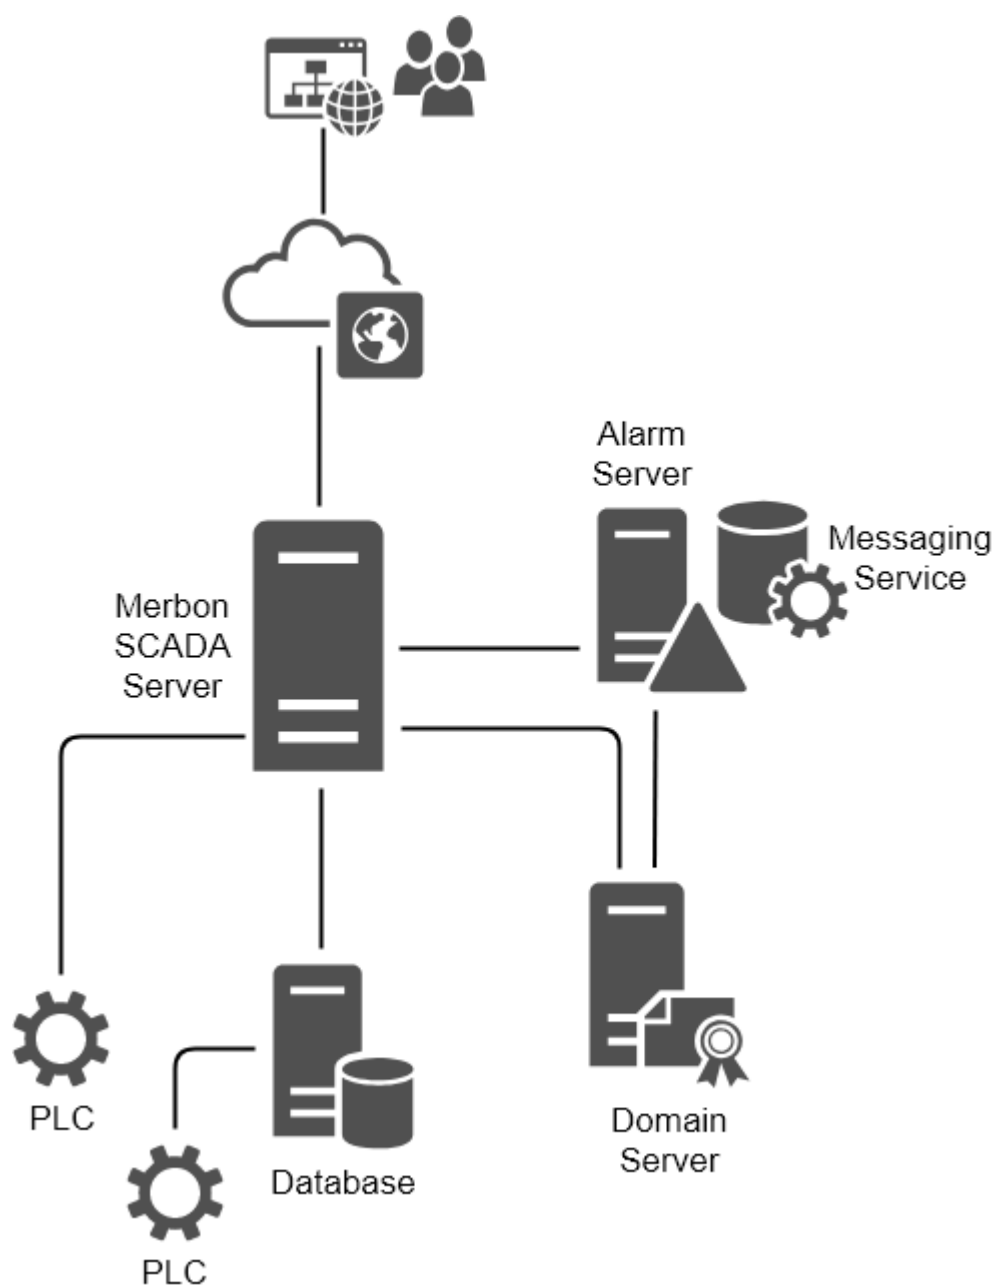 Alarm
Server
Messaging
Service
Merbon
SCADA
Server
PLC
Domain
Server
Database
PLC